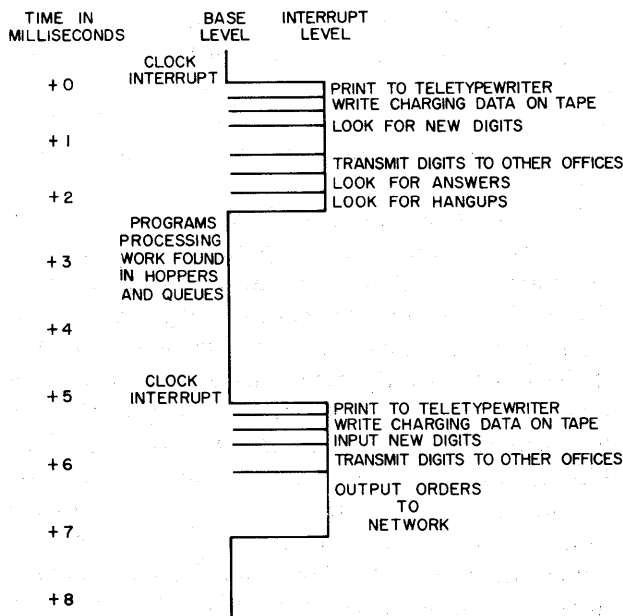 TIME IN
MILLISECONDS
BASE
LEVEL
INTERRUPT
LEVEL
CLOCK
INTERRUPT
+0
PRINT TO TELETYPEWRITER
WRITE CHARGING DATA ON TAPE
LOOK FOR NEW DIGITS
+1
TRANSMIT DIGITS TO OTHER OFFICES
LOOK FOR ANSWERS
+2
LOOK FOR HANGUPS
PROGRAMS
PROCESSING
WORK FOUND
IN HOPPERS
AND QUEUES
+3
+4
CLOCK
INTERRUPT
+5
PRINT TO TELETYPEWRITER
WRITE CHARGING DATA ON TAPE
INPUT NEW DIGITS
+6
TRANSMIT DIGITS TO OTHER OFFICES
OUTPUT ORDERS
TO
NETWORK
+7
+8